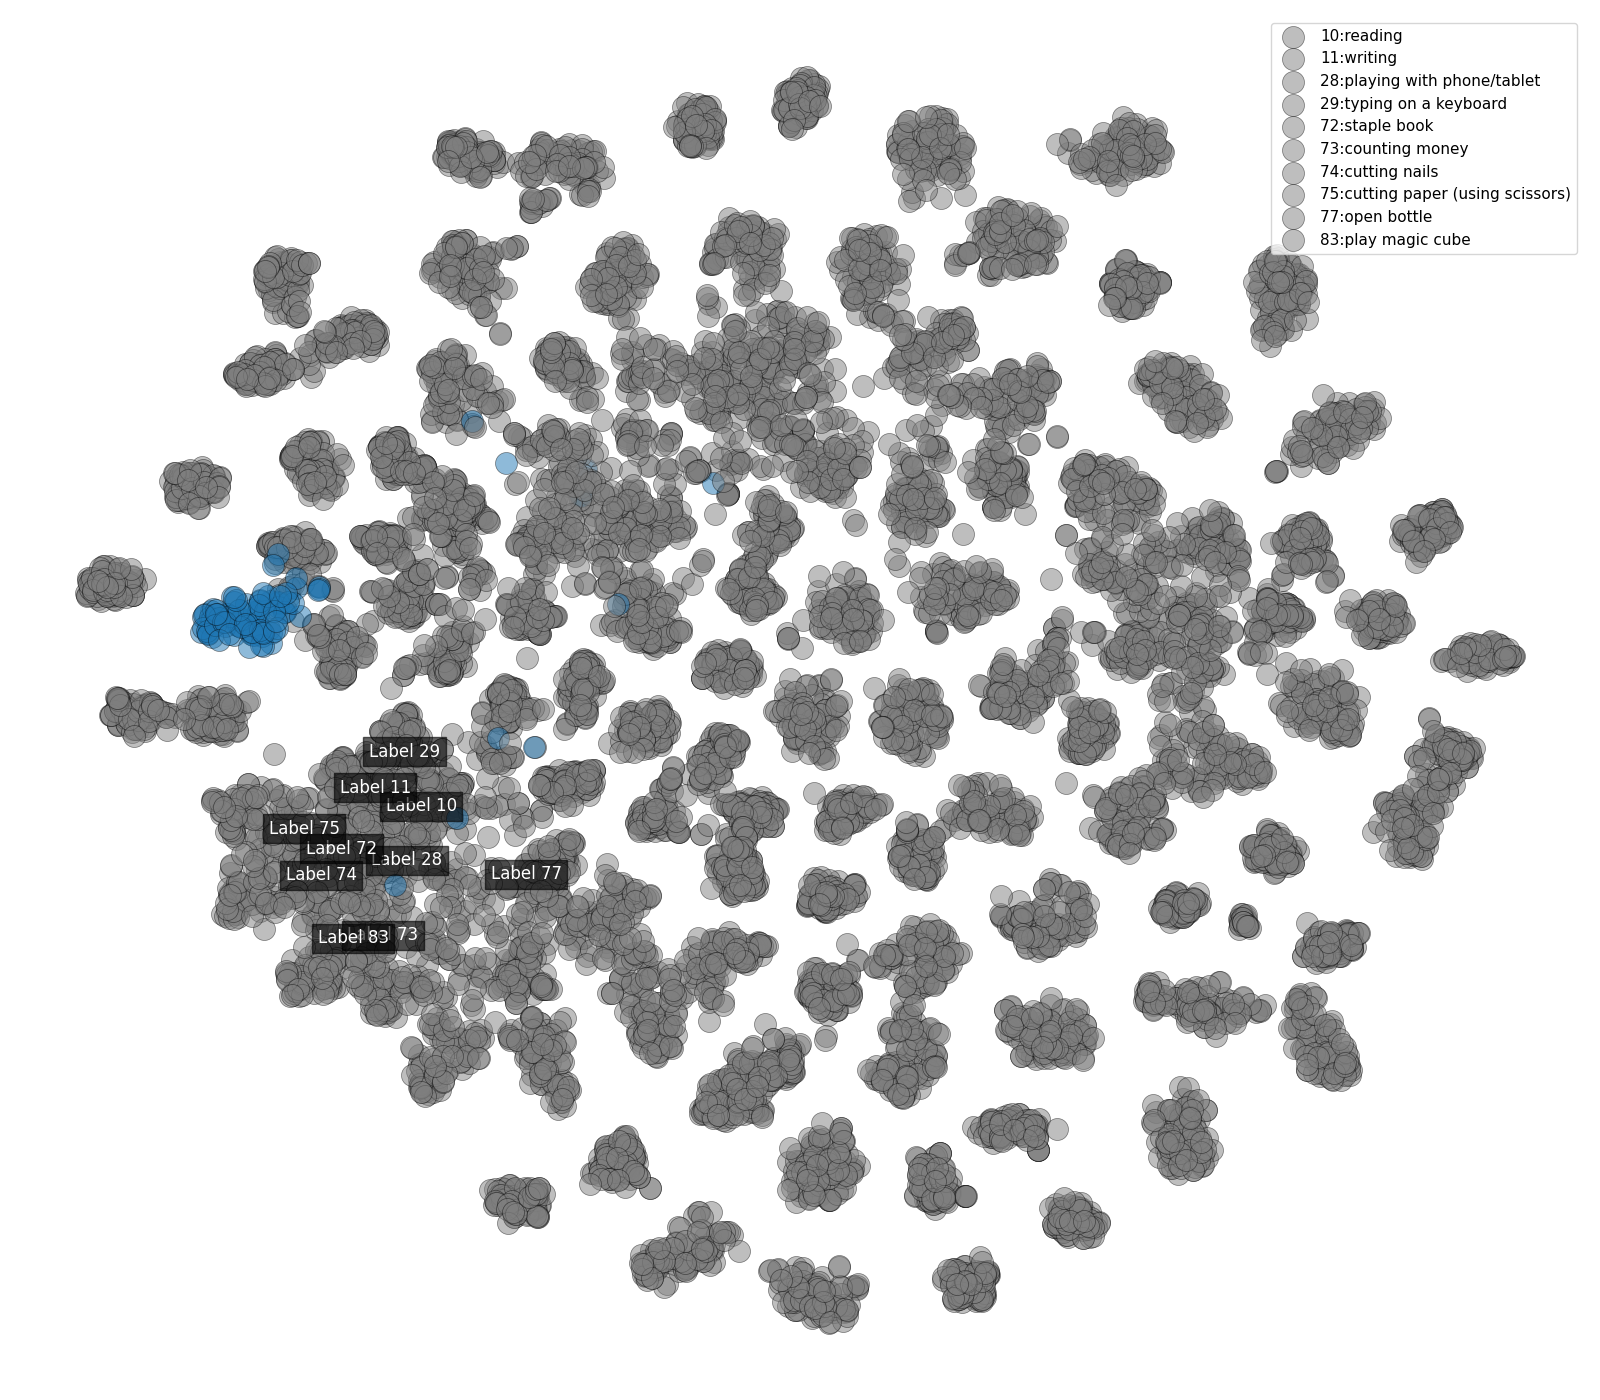 10:reading
11:writing
28:playing with phone/tablet
29:typing on a keyboard
72:staple book
73:counting money
74:cutting nails
75:cutting paper (using scissors)
77:open bottle
83:play magic cube
Label 29
Label 11
Label 10
Label 75
Label 72
Label 28
Label 74
Label 77
Label 83
73